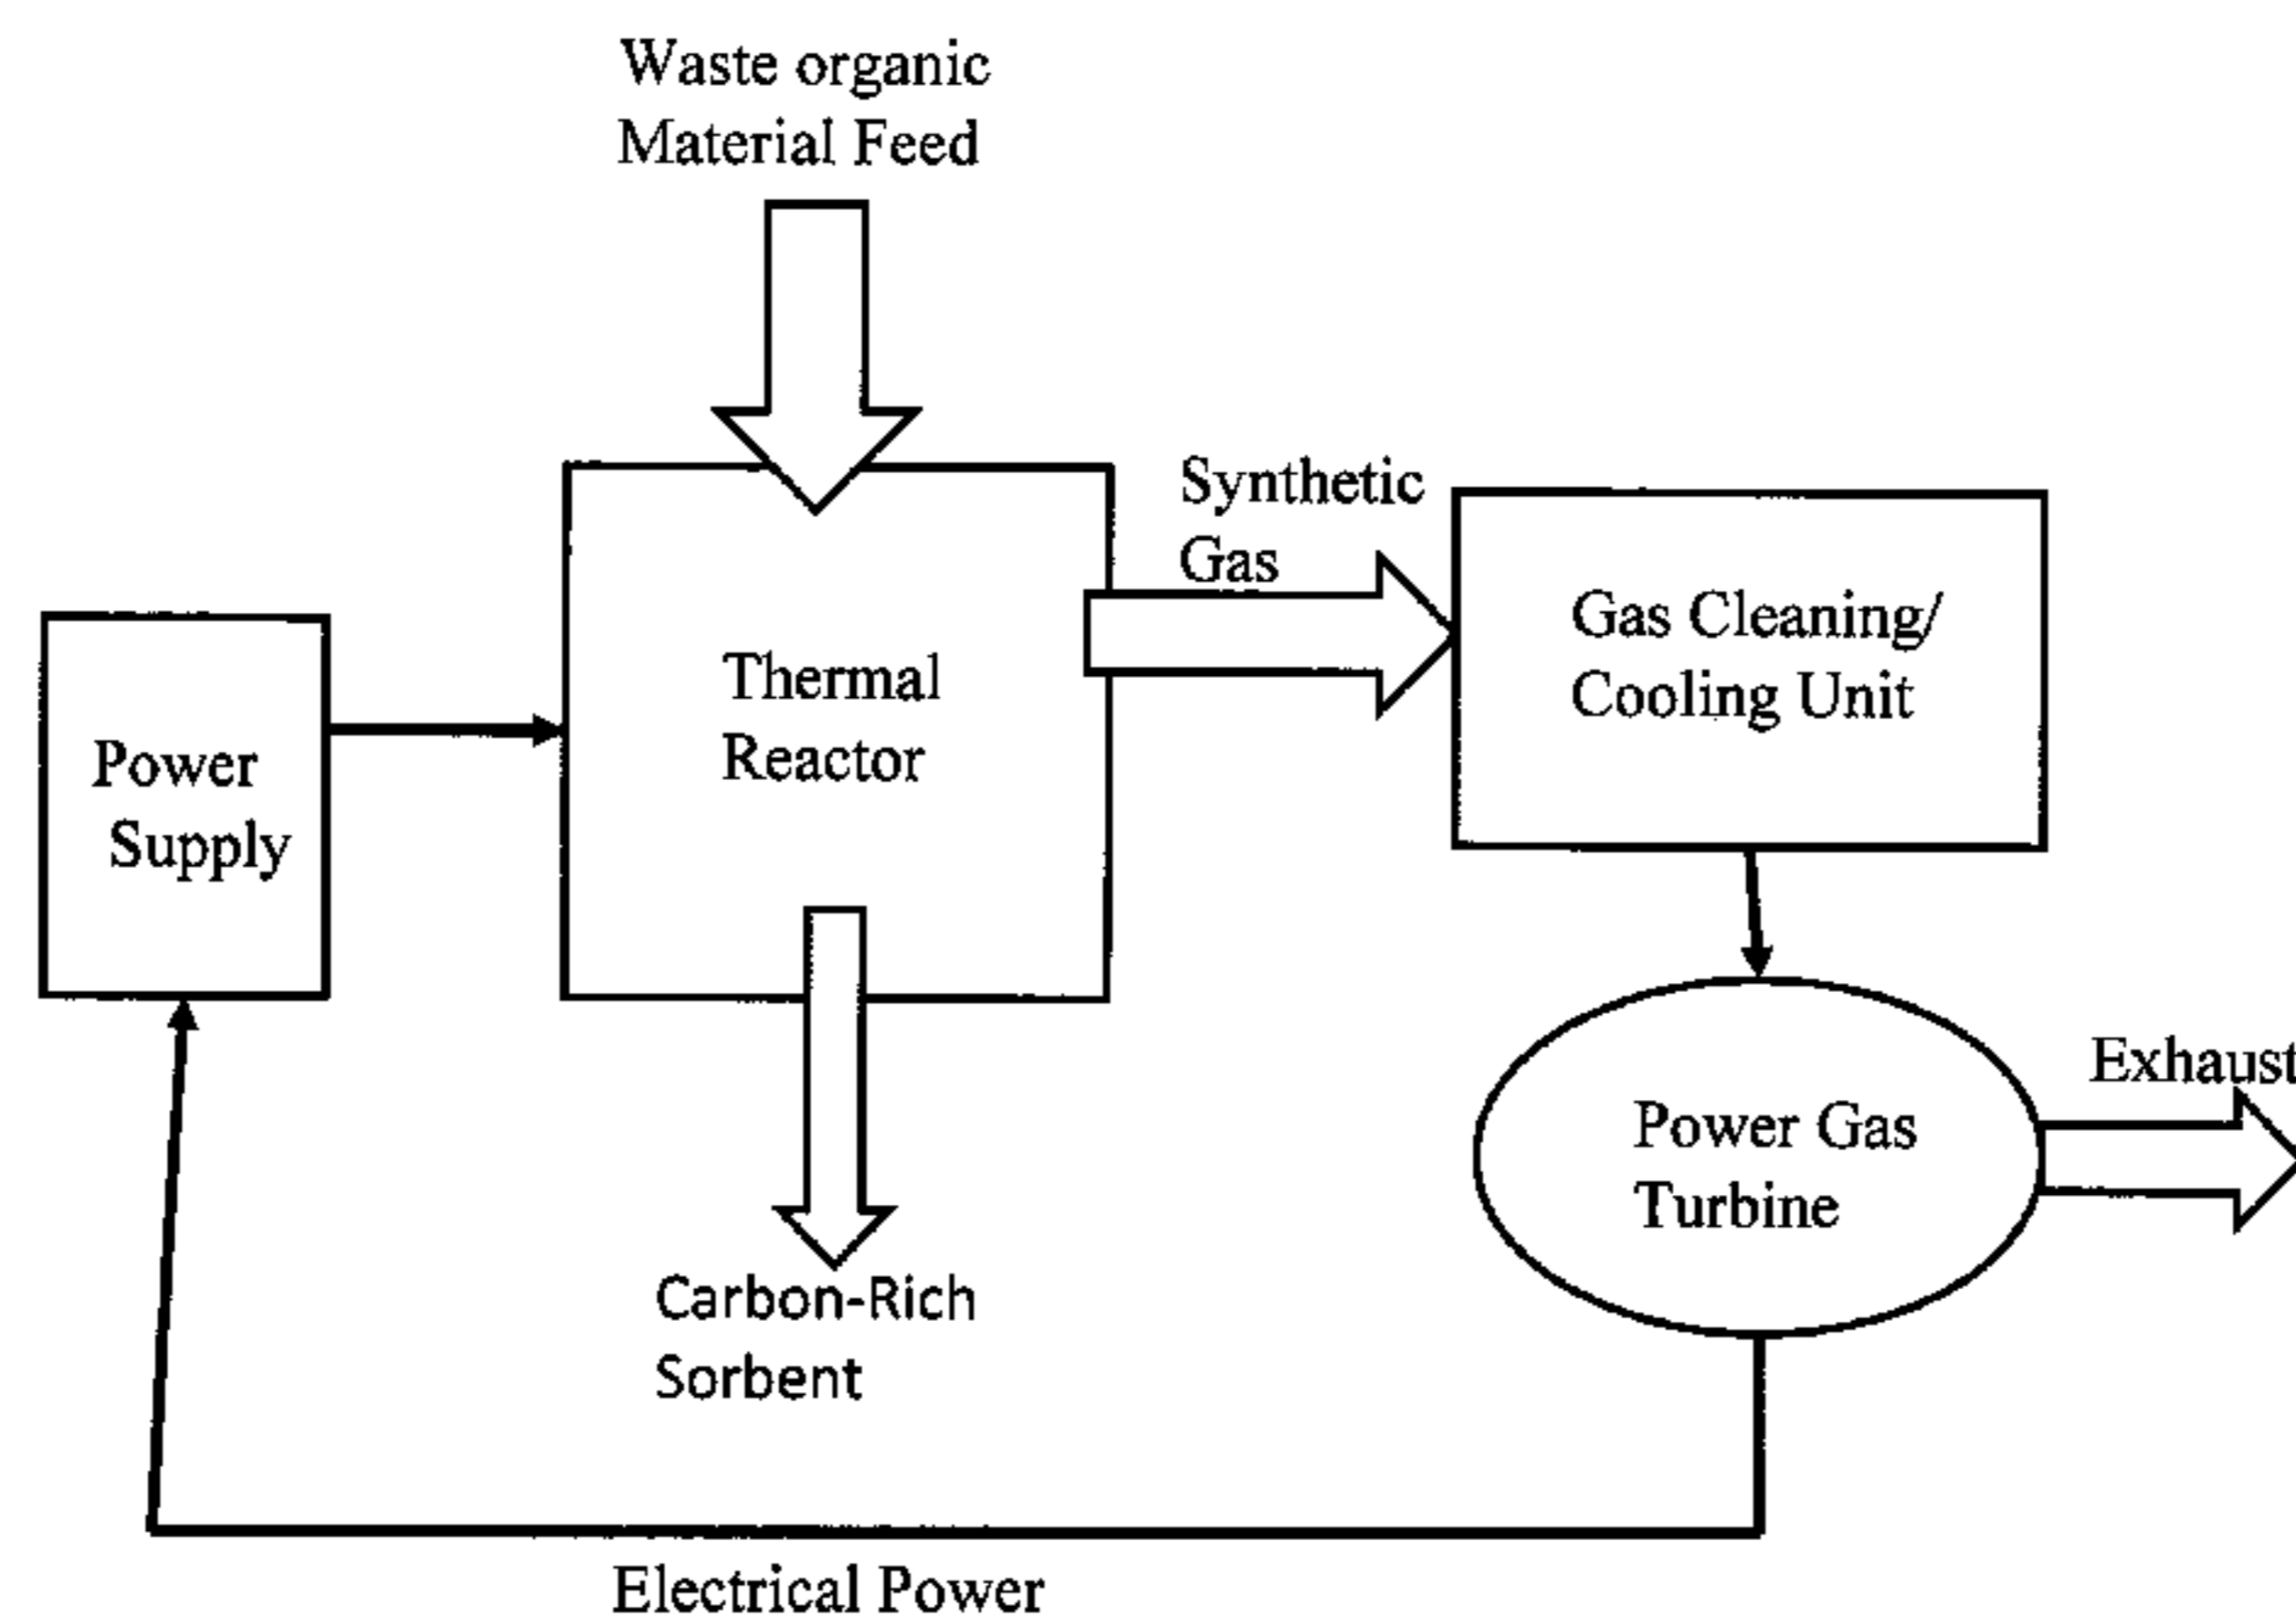 Waste organic
Material Feed
Synthetic
Gas
Gas Cleaning/
Cooling Unit
Thermal
Reactor
Power
Supply
Exhaust
Power Gas
Turbine
Carbon-Rich
Sorbent
Electrical Power